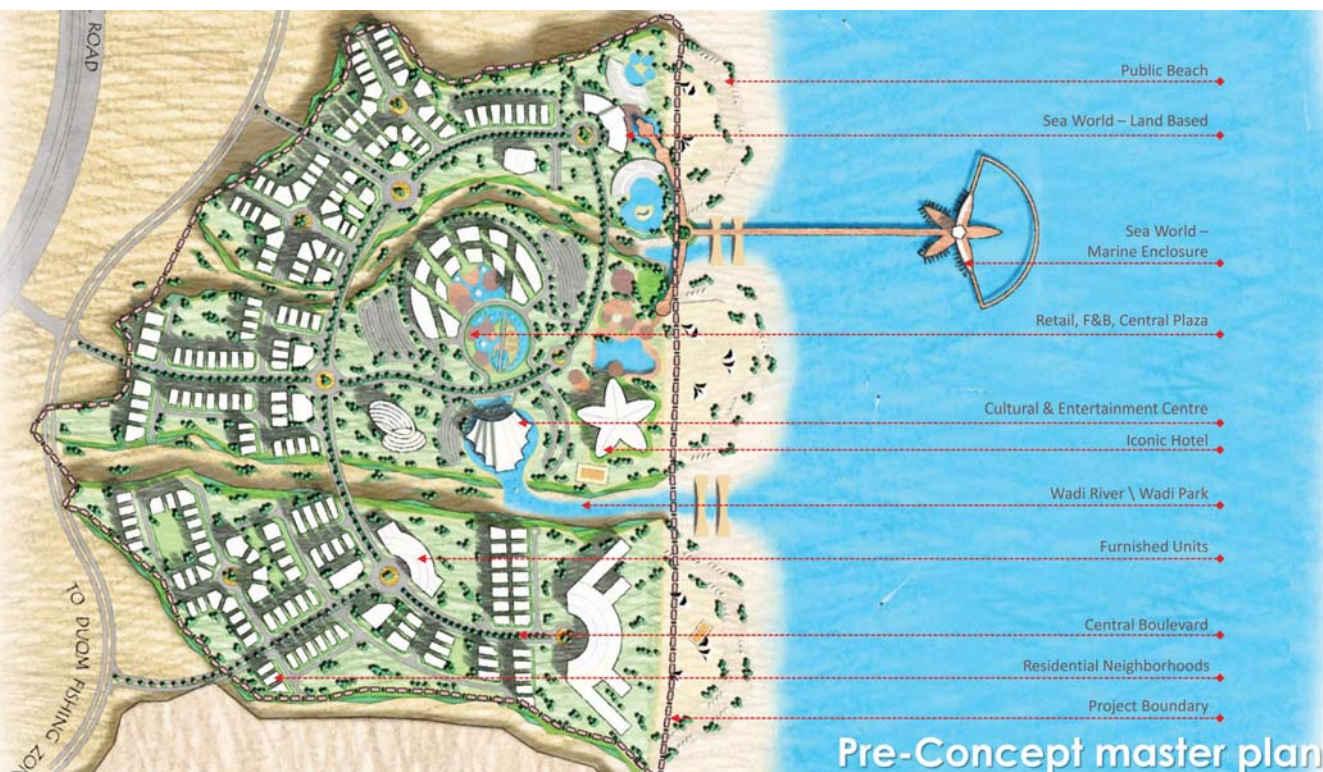 ROAD
Public Beach
Sea World – Land Based
Sea World –
Marine Enclosure
Retail, F&B, Central Plaza
Cultural & Entertainment Centre
Iconic Hotel
Wadi River \ Wadi Park
Furnished Units
Central Boulevard
Residential Neighborhoods
Project Boundary
TO DUQM FISHING ZON
Pre-Concept master plan